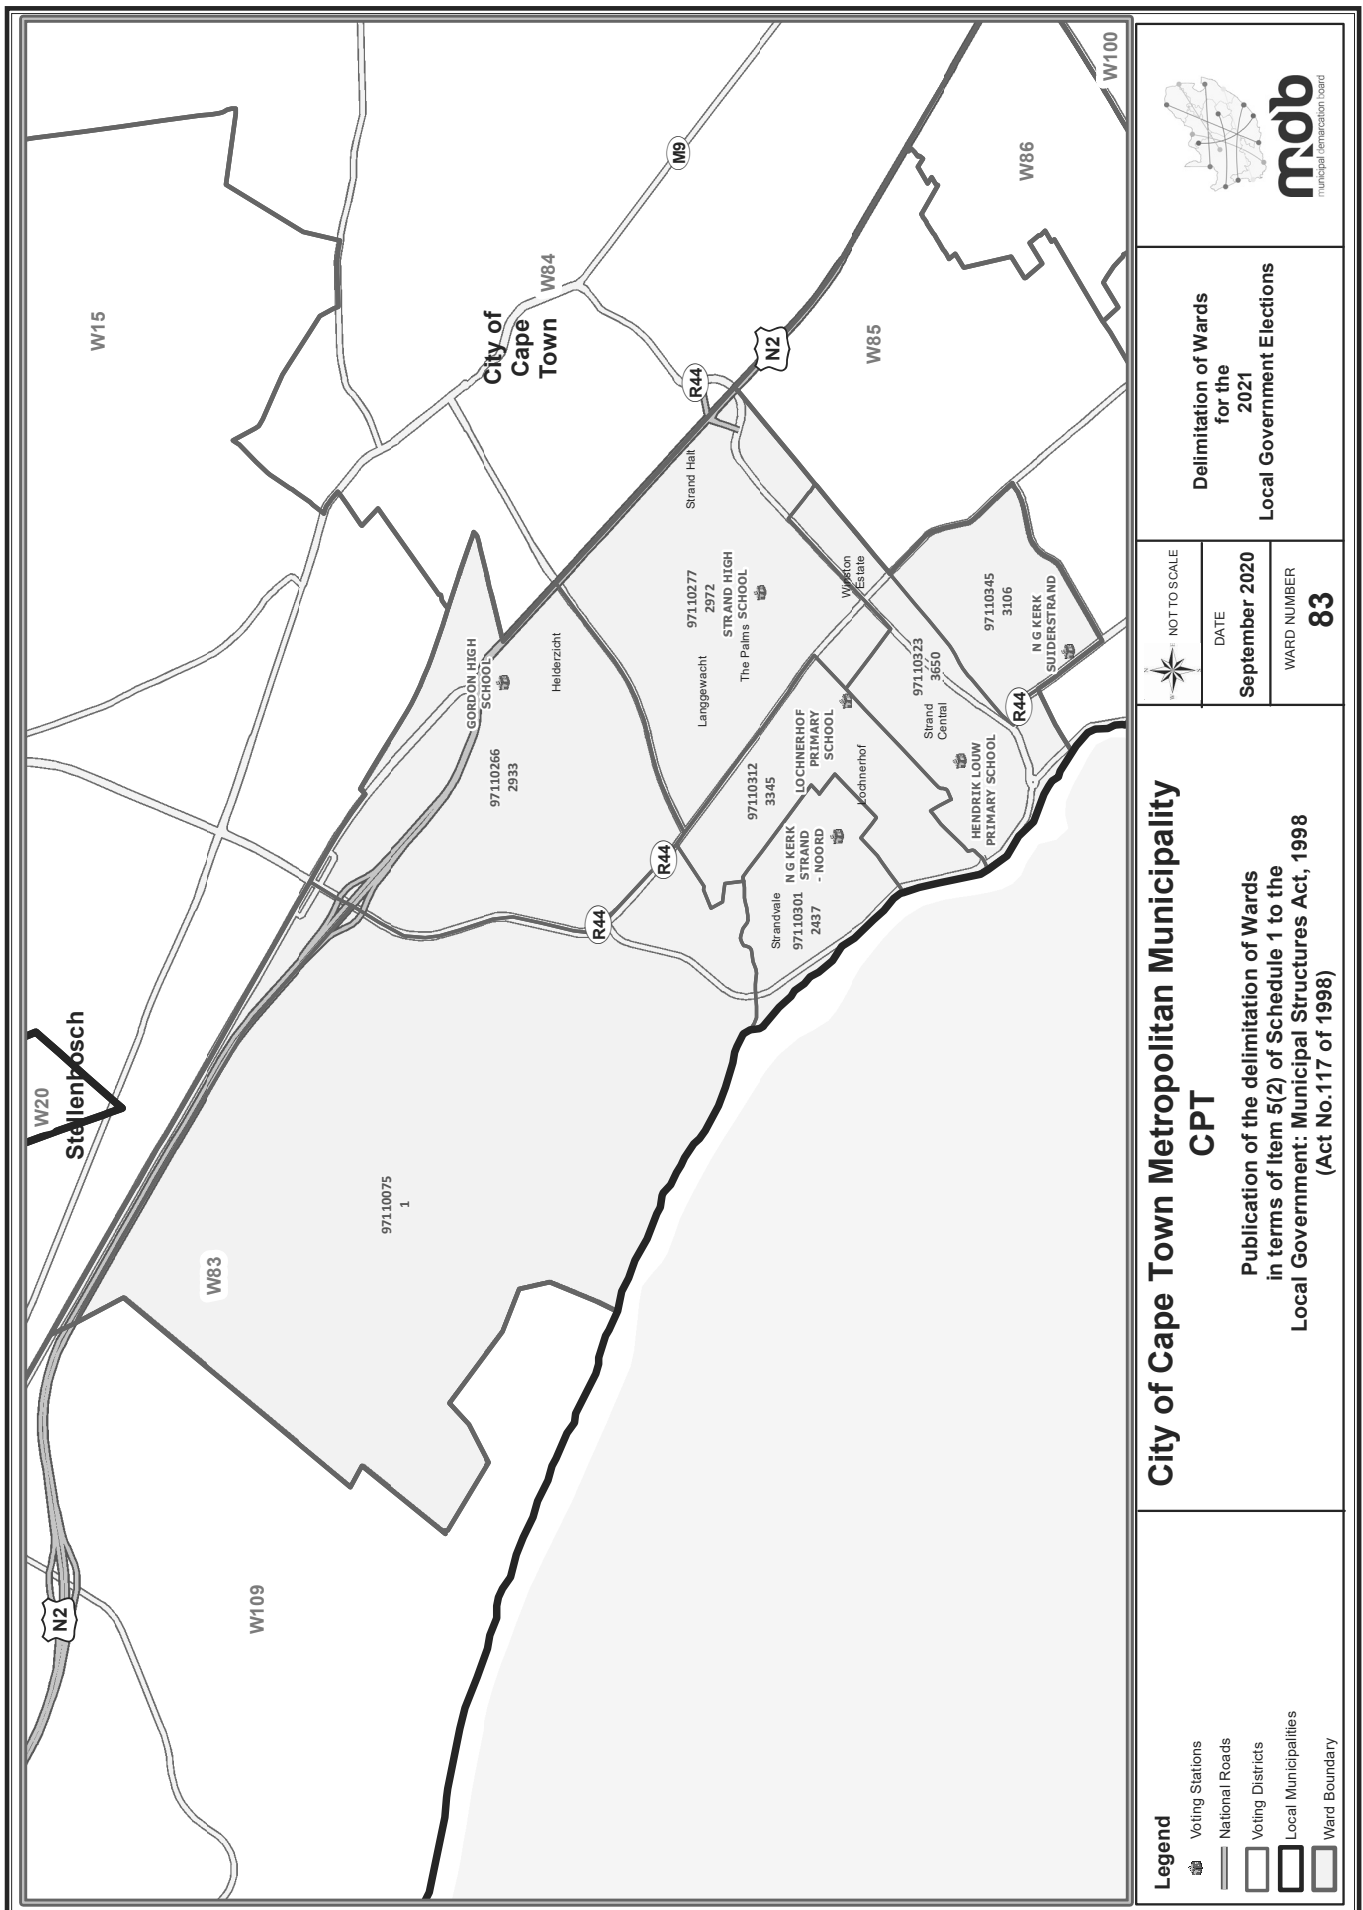 W15
W20
Stellenbosch
W83
W109
N2
City of
Cape
Town
W84
M9
W100
W86
W85
N2
R44
Strand Halt
GORDON HIGH
SCHOOL
Helderzicht
97110266
2933
97110277
2972
STRAND HIGH
SCHOOL
The Palms
Langgewacht
Winston
Estate
97110345
3106
N G KERK
SUIDERSTRAND
97110323
3650
Strand
Central
R44
HENDRIK LOUW
PRIMARY SCHOOL
LOCHNERHOF
PRIMARY
SCHOOL
Lochnerhof
97110312
3345
R44
R44
N G KERK
STRAND
- NOORD
Strandvale
97110301
2437
97110075
1
Legend
Voting Stations
National Roads
Voting Districts
Local Municipalities
Ward Boundary
City of Cape Town Metropolitan Municipality
CPT
Publication of the delimitation of Wards
in terms of Item 5(2) of Schedule 1 to the
Local Government: Municipal Structures Act, 1998
(Act No.117 of 1998)
N
E
S
W
NOT TO SCALE
DATE
September 2020
WARD NUMBER
83
Delimitation of Wards
for the
2021
Local Government Elections
mdb
municipal demarcation board